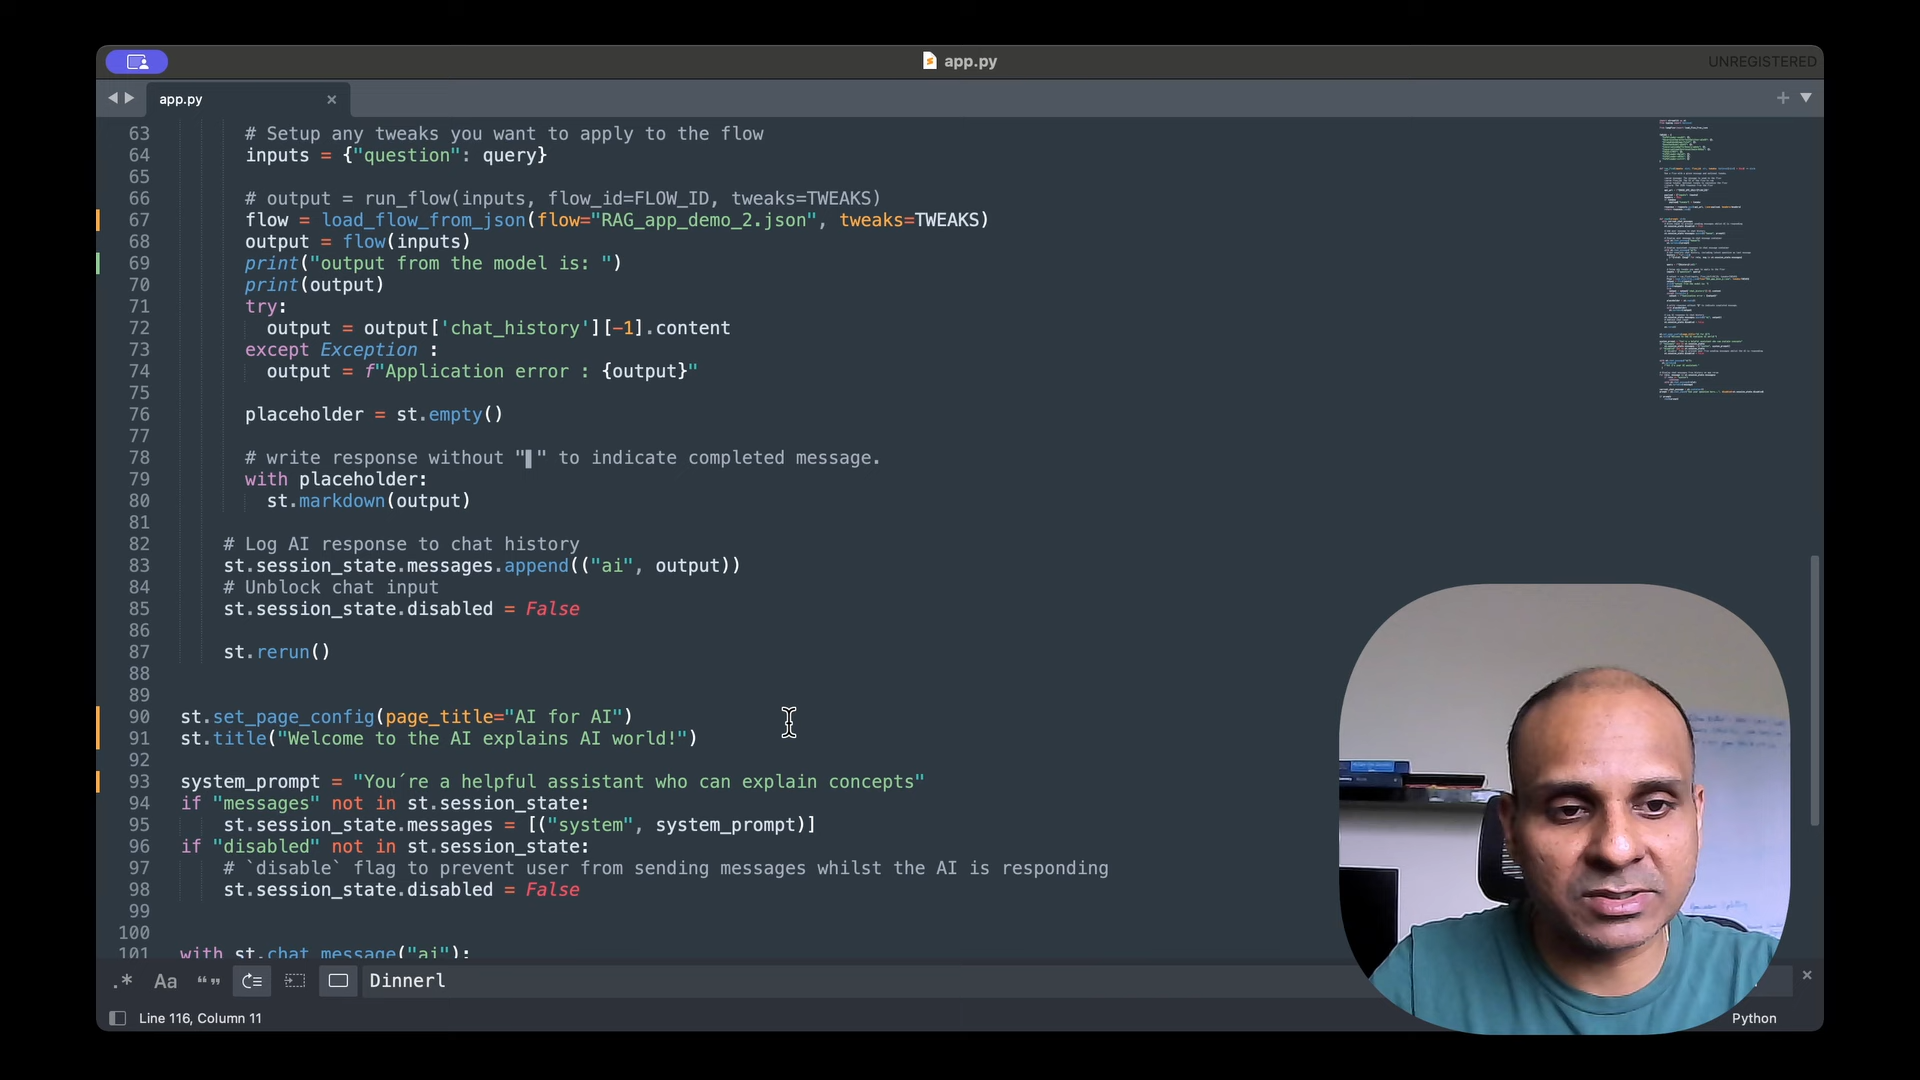 app.py
UNREGISTERED
app.py
63 # Setup any tweaks you want to apply to the flow
64 inputs = {"question": query}
65
66 # output = run_flow(inputs, flow_id=FLOW_ID, tweaks=TWEAKS)
67 flow = load_flow_from_json(flow="RAG_app_demo_2.json", tweaks=TWEAKS)
68 output = flow(inputs)
69 print("output from the model is: ")
70 print(output)
71 try:
72 output = output['chat_history'][-1].content
73 except Exception :
74 output = f"Application error : {output}"
75
76 placeholder = st.empty()
77
78 # write response without "▌" to indicate completed message.
79 with placeholder:
80 st.markdown(output)
81
82 # Log AI response to chat history
83 st.session_state.messages.append(("ai", output))
84 # Unblock chat input
85 st.session_state.disabled = False
86
87 st.rerun()
88
89
90 st.set_page_config(page_title="AI for AI")
91 st.title("Welcome to the AI explains AI world!")
92
93 system_prompt = "You´re a helpful assistant who can explain concepts"
94 if "messages" not in st.session_state:
95 st.session_state.messages = [("system", system_prompt)]
96 if "disabled" not in st.session_state:
97 # `disable` flag to prevent user from sending messages whilst the AI is responding
98 st.session_state.disabled = False
99
100
101 with st.chat_message("ai"):
.* Aa “” Dinnerl
Line 116, Column 11
Python